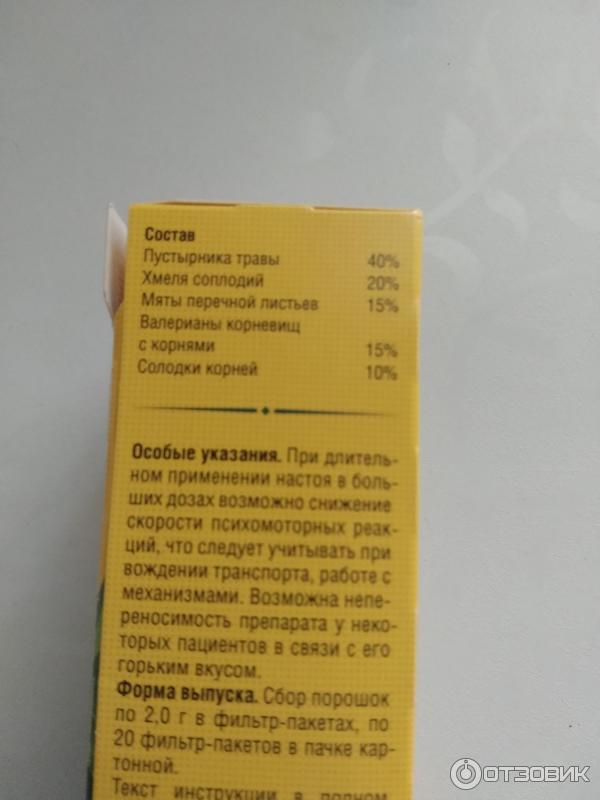 Состав
Пустырника травы 40%
Хмеля соплодий 20%
Мяты перечной листьев 15%
Валерианы корневищ
с корнями 15%
Солодки корней 10%
Особые указания. При длитель-
ном применении настоя в боль-
ших дозах возможно снижение
скорости психомоторных реак-
ций, что следует учитывать при
вождении транспорта, работе с
механизмами. Возможна непе-
реносимость препарата у неко-
торых пациентов в связи с его
горьким вкусом.
Форма выпуска. Сбор порошок
по 2,0 г в фильтр-пакетах, по
20 фильтр-пакетов в пачке кар-
тонной.
Текст инструкции в полном
ОТЗОВИК